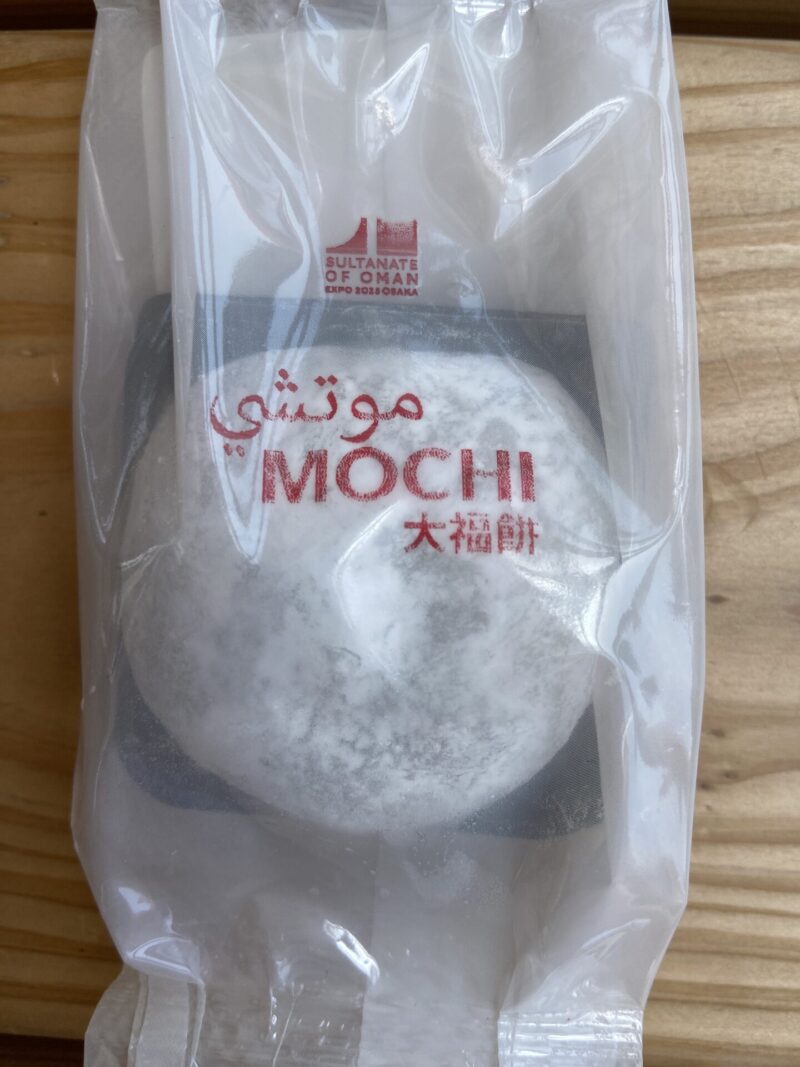 SULTANATE
OF OMAN
EXPO 2025 OSAKA
موتشي
MOCHI
大福餅